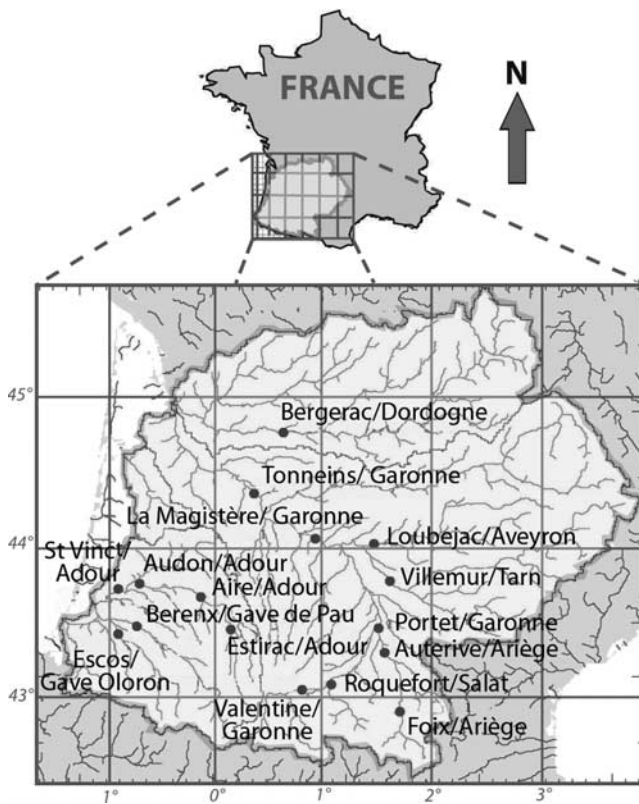 FRANCE
N
45°
Bergerac/Dordogne
Tonneins/ Garonne
La Magistère/ Garonne
Loubejac/Aveyron
44°
St Vinct/
Adour
Audon/Adour
Aire/Adour
Villemur/Tarn
Berenx/Gave de Pau
Portet/Garonne
Estirac/Adour
Auterive/Ariège
Escos/
Gave Oloron
Roquefort/Salat
43°
Valentine/
Garonne
Foix/Ariège
1° 0° 1° 2° 3°